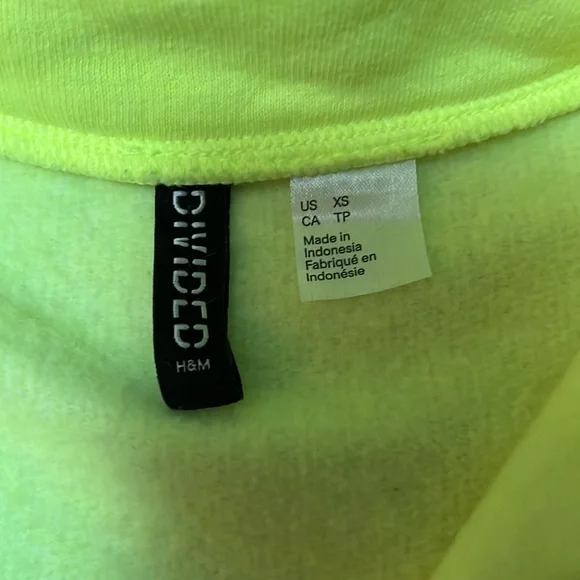 DIVIDED
H&M
US XS
CA TP
Made in
Indonesia
Fabriqué en
Indonésie